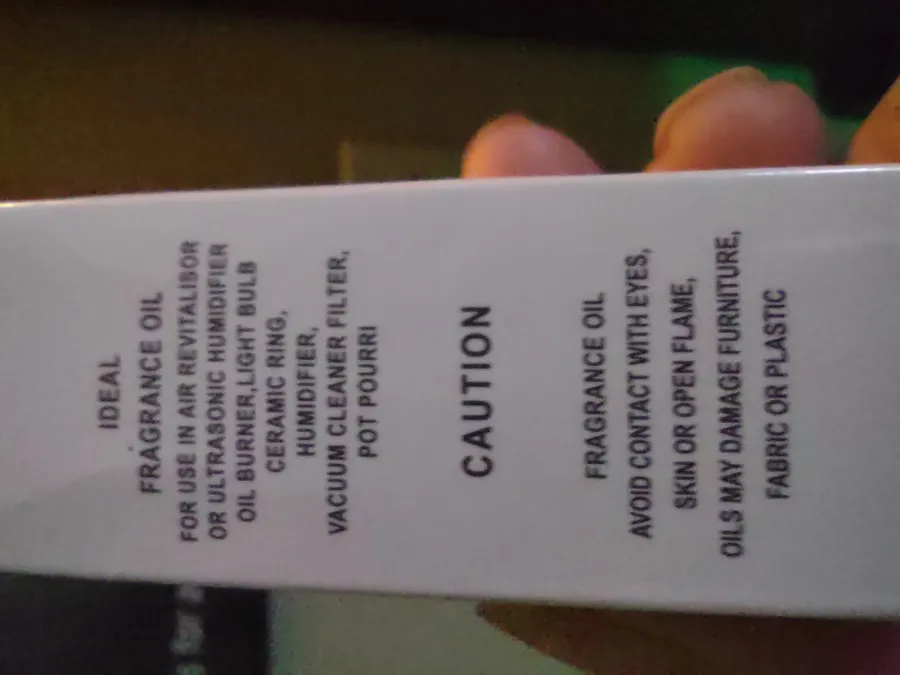 IDEAL
FRAGRANCE OIL
FOR USE IN AIR REVITALISOR
OR ULTRASONIC HUMIDIFIER
OIL BURNER,LIGHT BULB
CERAMIC RING,
HUMIDIFIER,
VACUUM CLEANER FILTER,
POT POURRI
CAUTION
FRAGRANCE OIL
AVOID CONTACT WITH EYES,
SKIN OR OPEN FLAME,
OILS MAY DAMAGE FURNITURE,
FABRIC OR PLASTIC